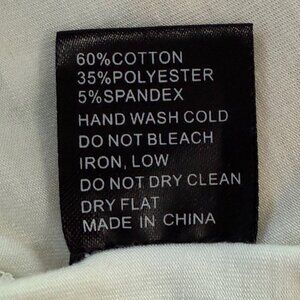 60%COTTON
35%POLYESTER
5%SPANDEX
HAND WASH COLD
DO NOT BLEACH
IRON, LOW
DO NOT DRY CLEAN
DRY FLAT
MADE IN CHINA